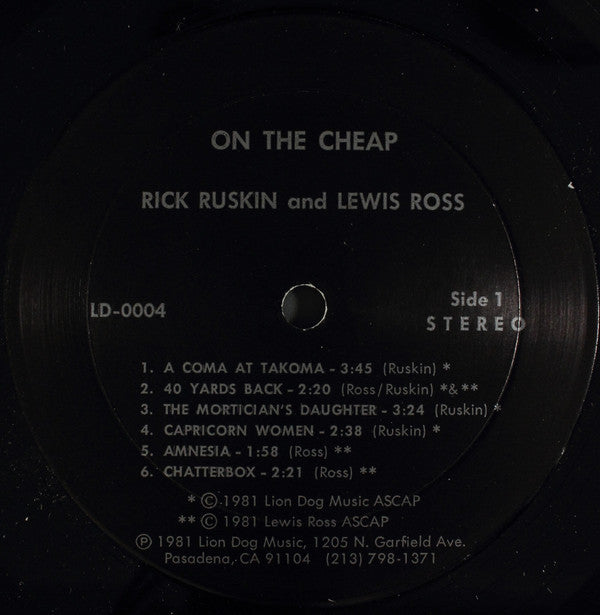 ON THE CHEAP
RICK RUSKIN and LEWIS ROSS
LD-0004
Side 1
STEREO
1. A COMA AT TAKOMA - 3:45 (Ruskin) *
2. 40 YARDS BACK - 2:20 (Ross/Ruskin) *& **
3. THE MORTICIAN'S DAUGHTER - 3:24 (Ruskin) *
4. CAPRICORN WOMEN - 2:38 (Ruskin) *
5. AMNESIA - 1:58 (Ross) **
6. CHATTERBOX - 2:21 (Ross) **
* © 1981 Lion Dog Music ASCAP
** © 1981 Lewis Ross ASCAP
℗ 1981 Lion Dog Music, 1205 N. Garfield Ave.
Pasadena, CA 91104 (213) 798-1371